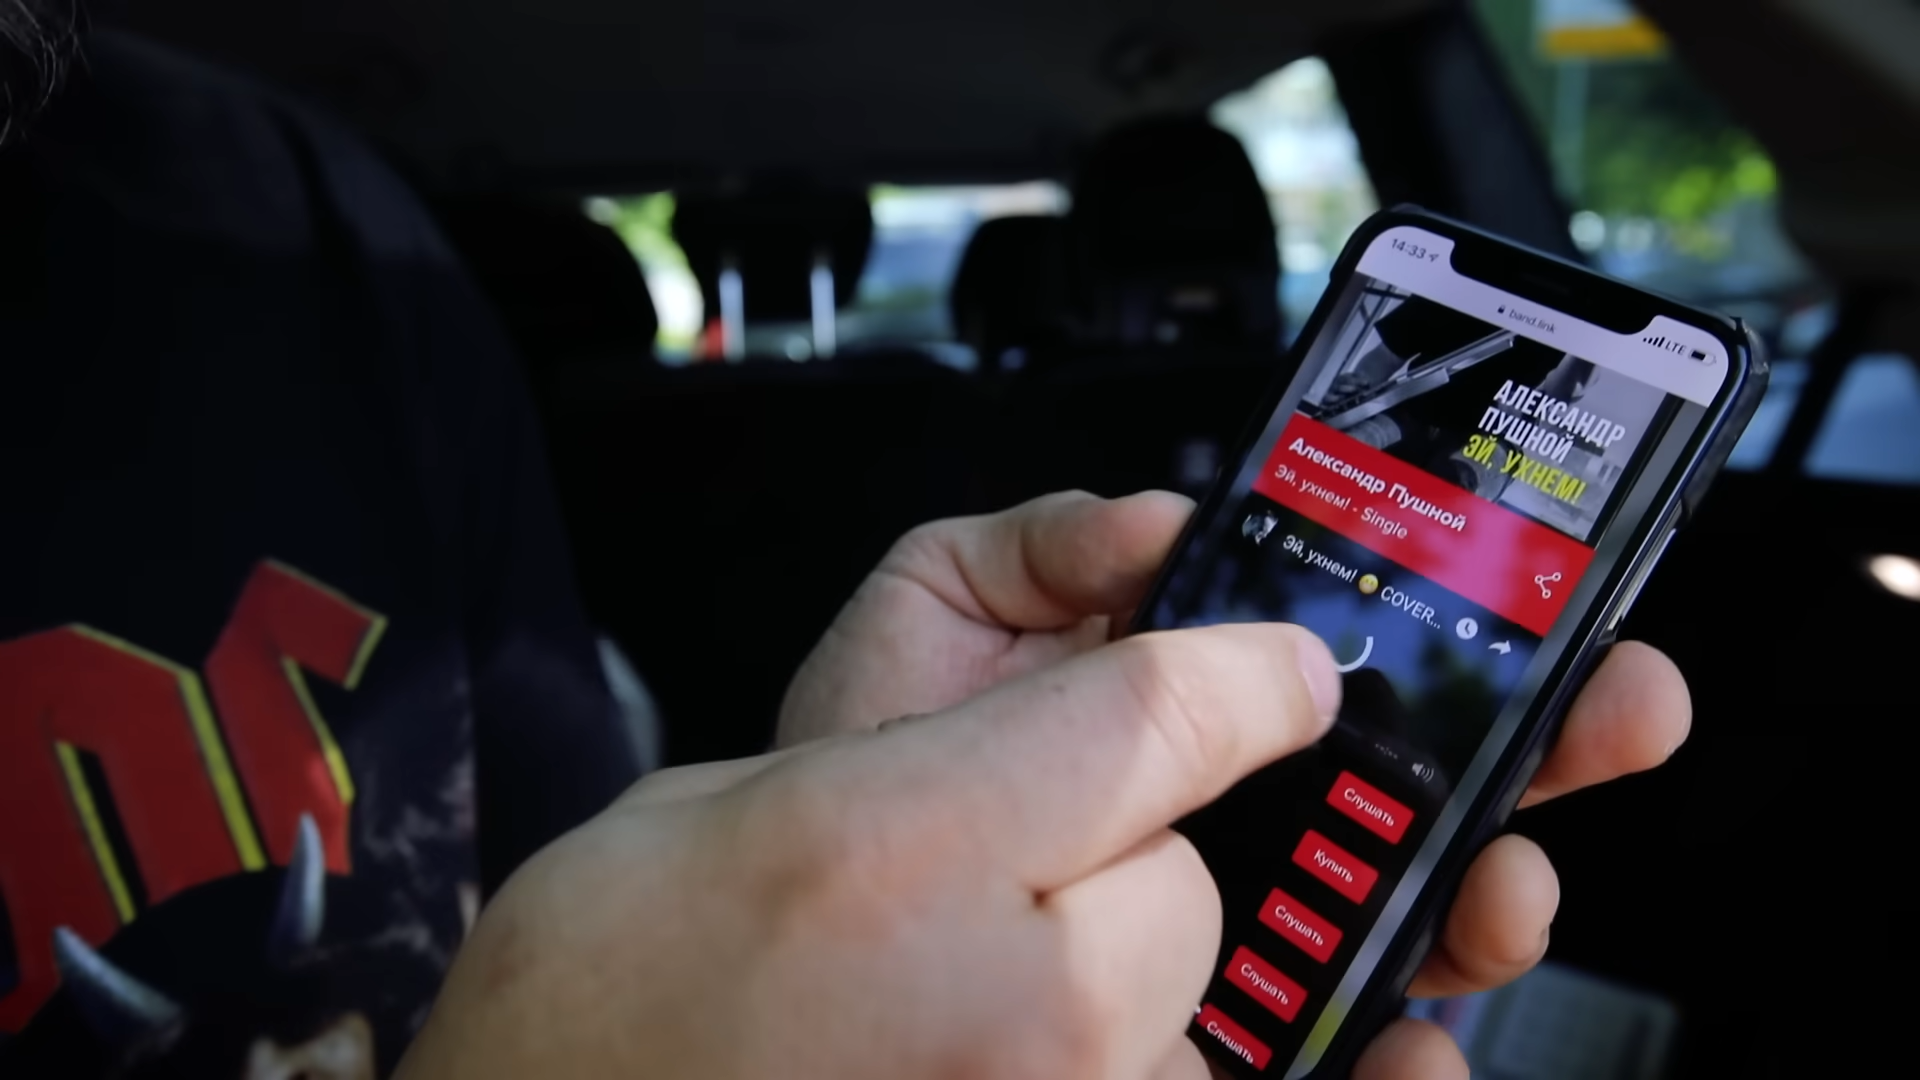 14:33
band.link
LTE
АЛЕКСАНДР
ПУШНОЙ
ЭЙ, УХНЕМ!
Александр Пушной
Эй, ухнем! - Single
Эй, ухнем! 😬 COVER...
Слушать
Купить
Слушать
Слушать
Слушать